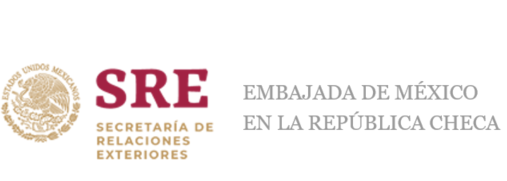 ESTADOS UNIDOS MEXICANOS
SRE
SECRETARÍA DE
RELACIONES
EXTERIORES
EMBAJADA DE MÉXICO
EN LA REPÚBLICA CHECA